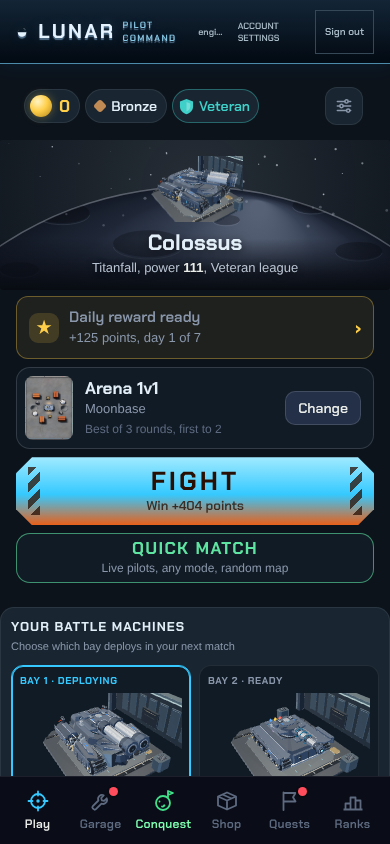 LUNAR
PILOT COMMAND
engi...
ACCOUNT SETTINGS
Sign out
0
Bronze
Veteran
Colossus
Titanfall, power 111, Veteran league
Daily reward ready
+125 points, day 1 of 7
Arena 1v1
Moonbase
Best of 3 rounds, first to 2
Change
FIGHT
Win +404 points
QUICK MATCH
Live pilots, any mode, random map
YOUR BATTLE MACHINES
Choose which bay deploys in your next match
BAY 1 · DEPLOYING
BAY 2 · READY
Play
Garage
Conquest
Shop
Quests
Ranks